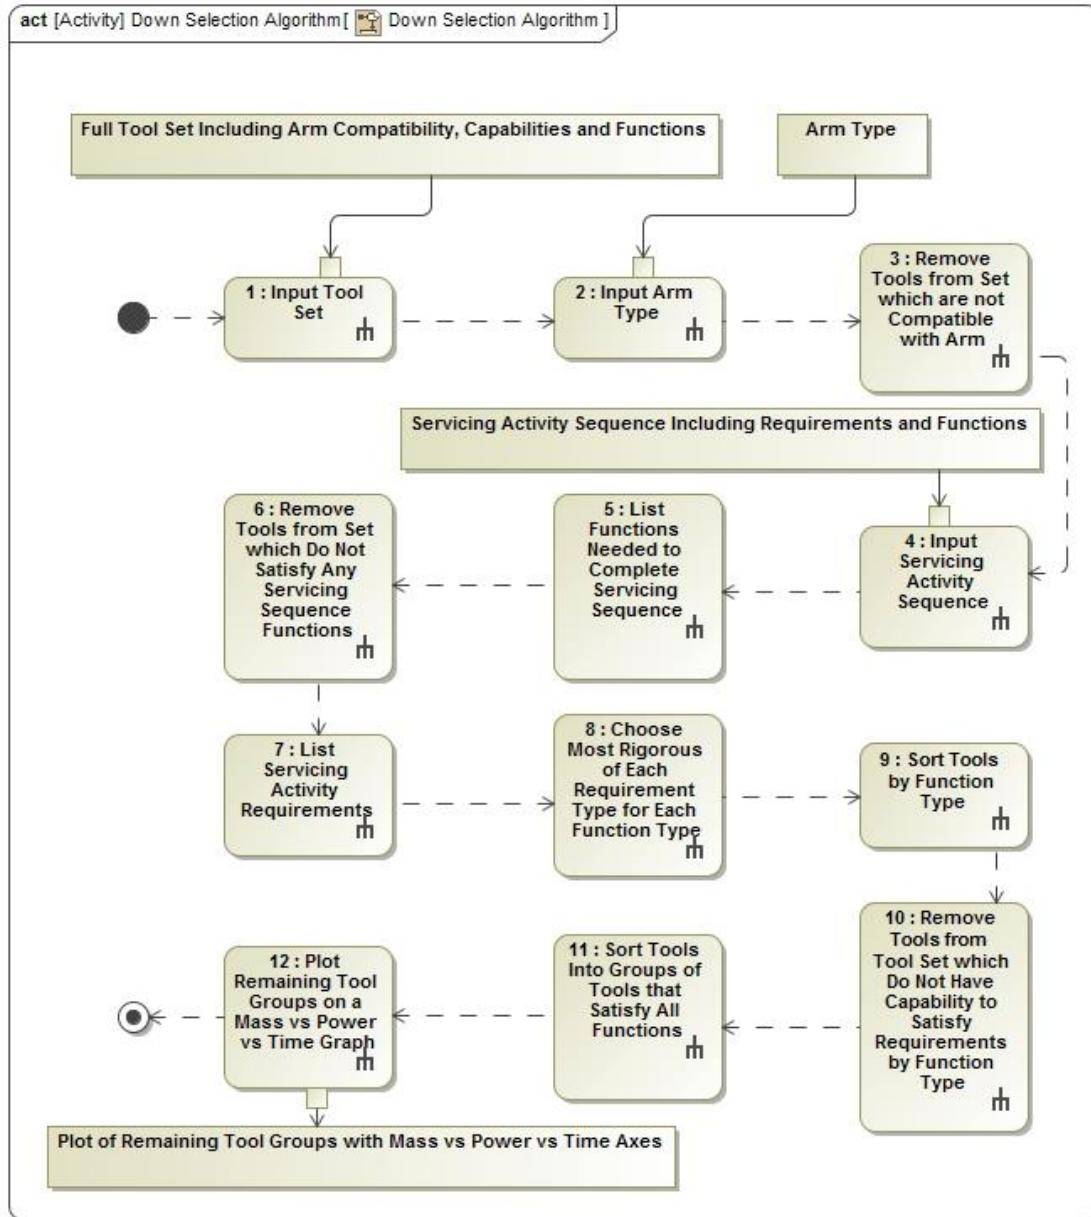 act [Activity] Down Selection Algorithm[ Down Selection Algorithm ]
Full Tool Set Including Arm Compatibility, Capabilities and Functions
Arm Type
1 : Input Tool
Set
2 : Input Arm
Type
3 : Remove
Tools from Set
which are not
Compatible
with Arm
Servicing Activity Sequence Including Requirements and Functions
4 : Input
Servicing
Activity
Sequence
5 : List
Functions
Needed to
Complete
Servicing
Sequence
6 : Remove
Tools from Set
which Do Not
Satisfy Any
Servicing
Sequence
Functions
7 : List
Servicing
Activity
Requirements
8 : Choose
Most Rigorous
of Each
Requirement
Type for Each
Function Type
9 : Sort Tools
by Function
Type
10 : Remove
Tools from
Tool Set which
Do Not Have
Capability to
Satisfy
Requirements
by Function
Type
11 : Sort Tools
Into Groups of
Tools that
Satisfy All
Functions
12 : Plot
Remaining Tool
Groups on a
Mass vs Power
vs Time Graph
Plot of Remaining Tool Groups with Mass vs Power vs Time Axes